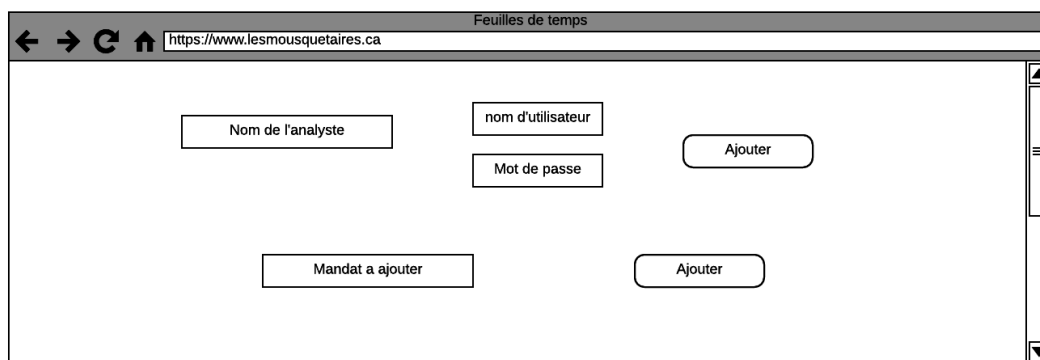 Feuilles de temps
https://www.lesmousquetaires.ca
nom d'utilisateur
Nom de l'analyste
Ajouter
Mot de passe
Mandat a ajouter
Ajouter